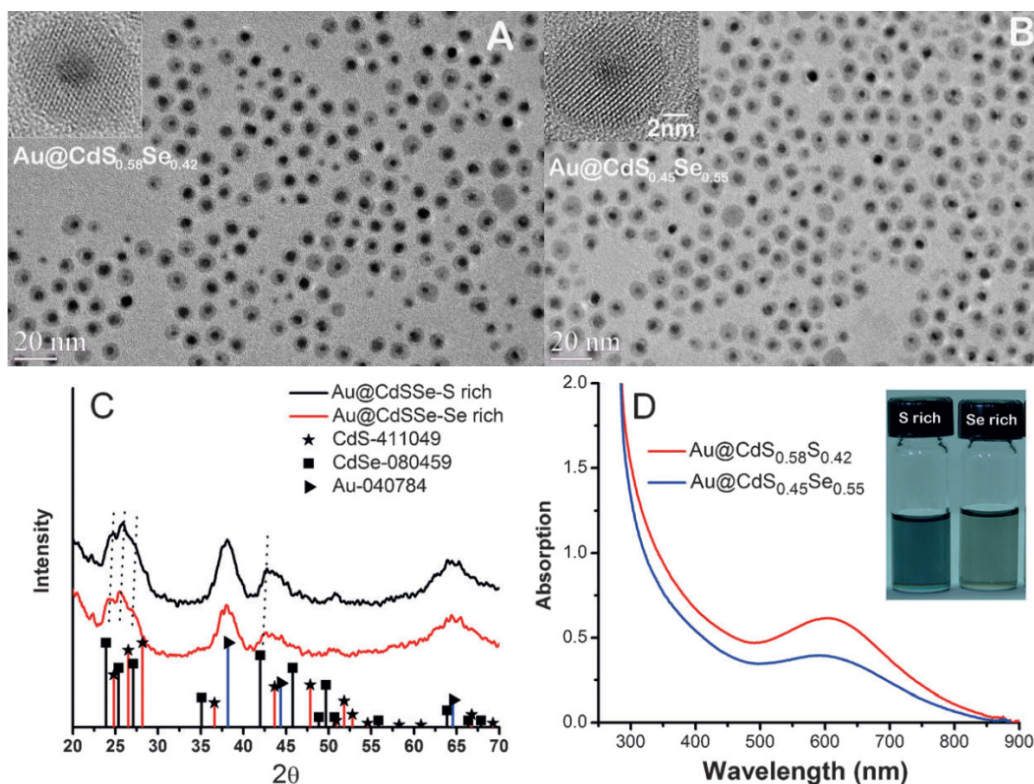 A
Au@CdS0.58Se0.42
20 nm
B
2nm
Au@CdS0.45Se0.55
20 nm
C
Au@CdSSe-S rich
Au@CdSSe-Se rich
CdS-411049
CdSe-080459
Au-040784
Intensity
20 25 30 35 40 45 50 55 60 65 70
2θ
D
Au@CdS0.58S0.42
Au@CdS0.45Se0.55
S rich
Se rich
2.0
1.5
1.0
0.5
0.0
Absorption
300 400 500 600 700 800 900
Wavelength (nm)